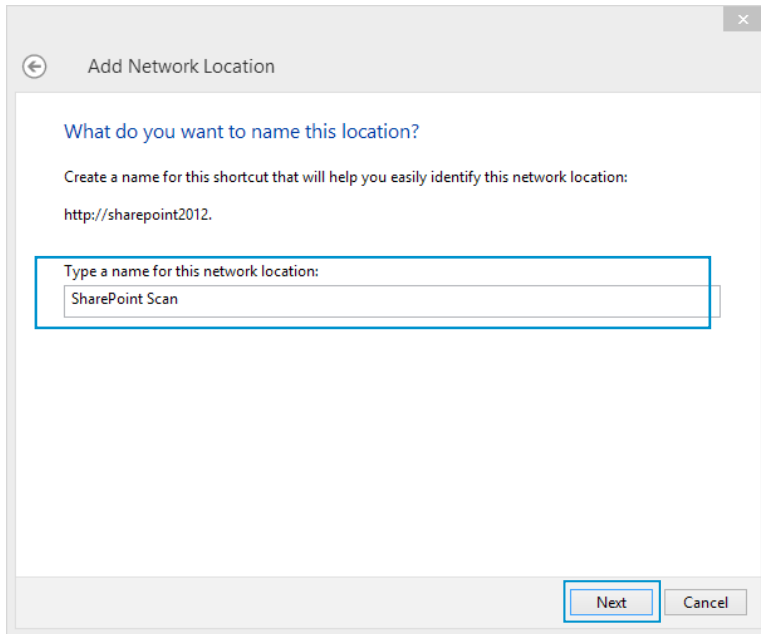 Add Network Location
What do you want to name this location?
Create a name for this shortcut that will help you easily identify this network location:
http://sharepoint2012.
Type a name for this network location:
SharePoint Scan
Next
Cancel